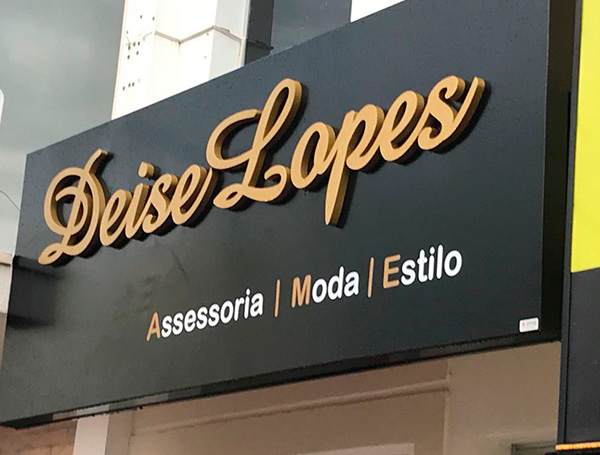 Deise Lopes
Assessoria | Moda | Estilo